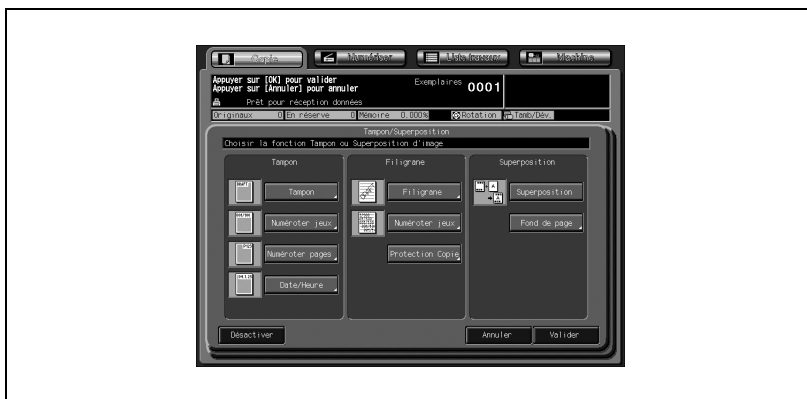 Copie Numériser Liste travaux Machine
Appuyer sur [OK] pour valider
Appuyer sur [Annuler] pour annuler
Exemplaires 0001
Prêt pour réception données
Originaux 0 En réserve 0 Mémoire 0.000% Rotation Tamb/Dév.
Tampon/Superposition
Choisir la fonction Tampon ou Superposition d'image
Tampon
Tampon
Numéroter jeux
Numéroter pages
Date/Heure
Filigrane
Filigrane
Numéroter jeux
Protection Copie
Superposition
Superposition
Fond de page
Désactiver Annuler Valider